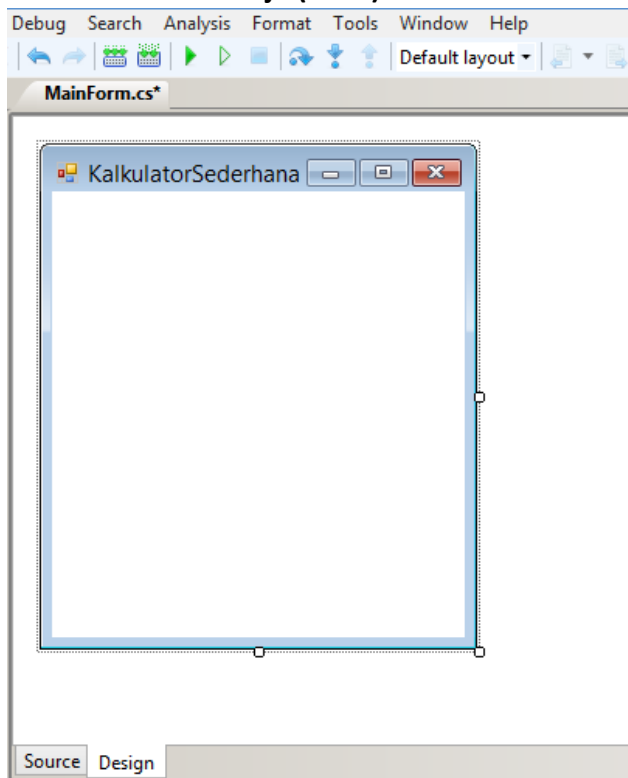 Debug Search Analysis Format Tools Window Help
Default layout
MainForm.cs*
KalkulatorSederhana
Source Design